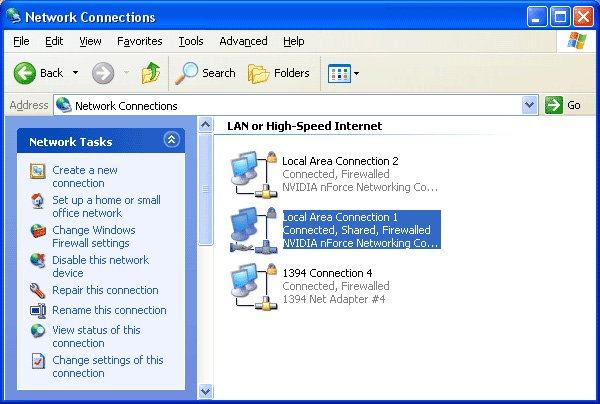 Network Connections
File Edit View Favorites Tools Advanced Help
Back Search Folders
Address Network Connections Go
Network Tasks
Create a new
connection
Set up a home or small
office network
Change Windows
Firewall settings
Disable this network
device
Repair this connection
Rename this connection
View status of this
connection
Change settings of this
connection
LAN or High-Speed Internet
Local Area Connection 2
Connected, Firewalled
NVIDIA nForce Networking Co...
Local Area Connection 1
Connected, Shared, Firewalled
NVIDIA nForce Networking Co...
1394 Connection 4
Connected, Firewalled
1394 Net Adapter #4